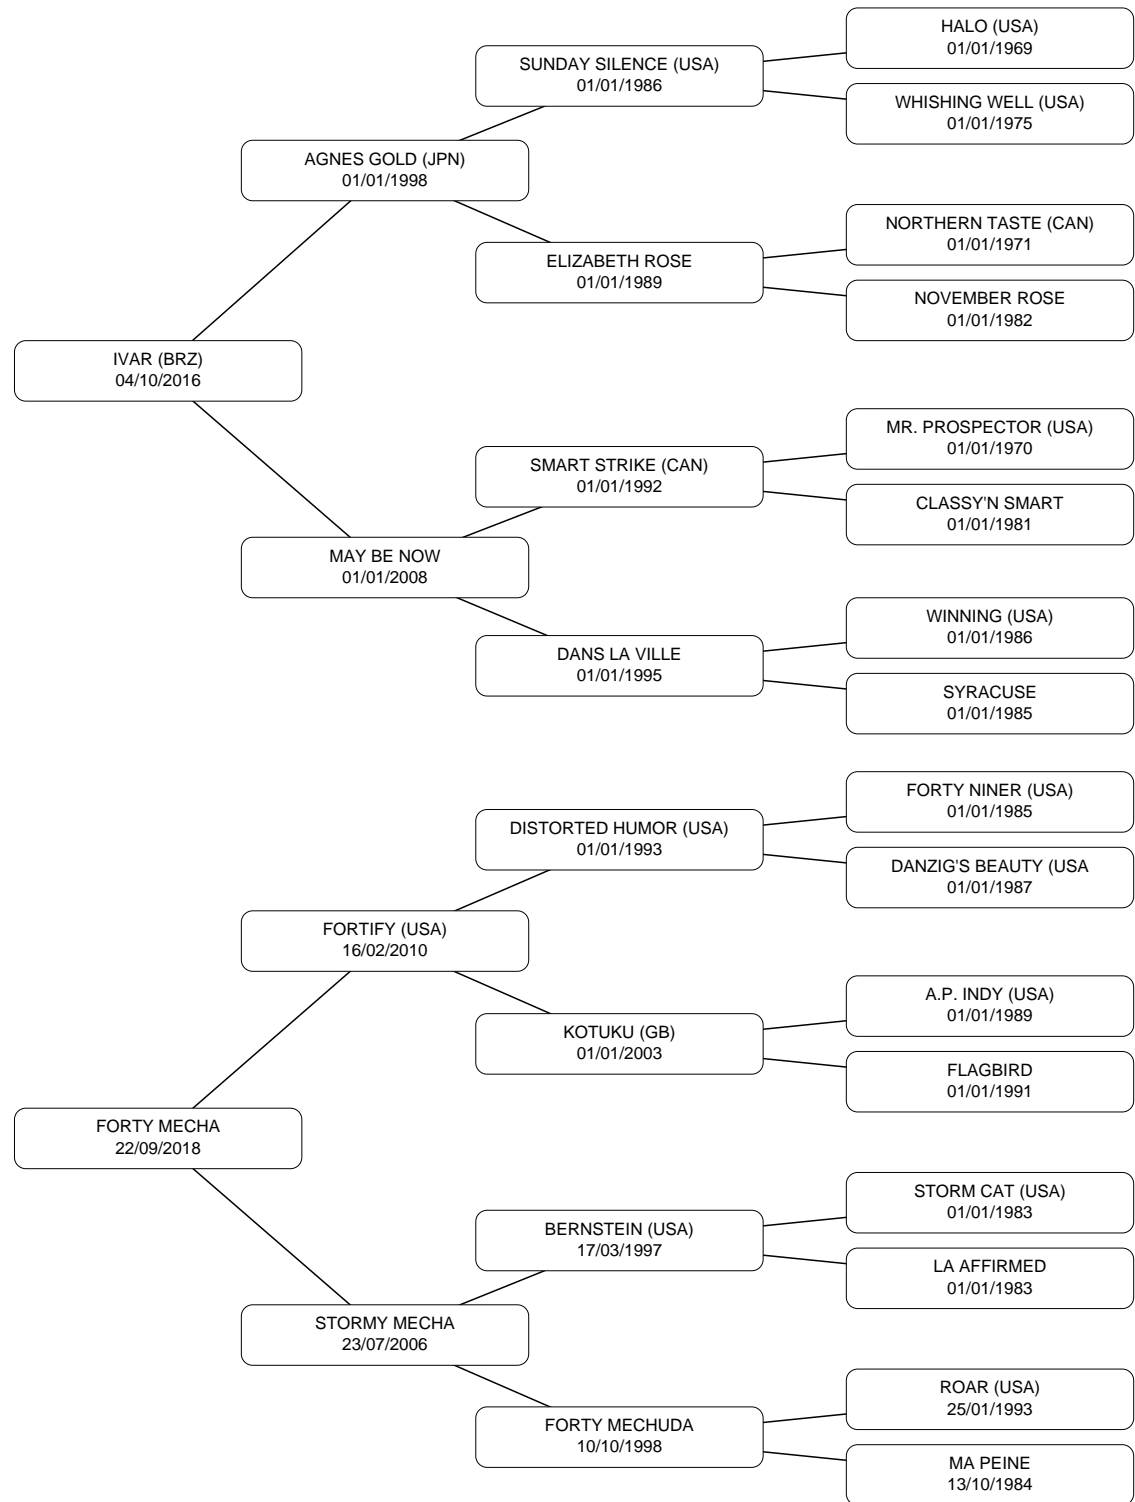 HALO (USA)
01/01/1969
SUNDAY SILENCE (USA)
01/01/1986
WHISHING WELL (USA)
01/01/1975
AGNES GOLD (JPN)
01/01/1998
NORTHERN TASTE (CAN)
01/01/1971
ELIZABETH ROSE
01/01/1989
NOVEMBER ROSE
01/01/1982
IVAR (BRZ)
04/10/2016
MR. PROSPECTOR (USA)
01/01/1970
SMART STRIKE (CAN)
01/01/1992
CLASSY'N SMART
01/01/1981
MAY BE NOW
01/01/2008
WINNING (USA)
01/01/1986
DANS LA VILLE
01/01/1995
SYRACUSE
01/01/1985
FORTY NINER (USA)
01/01/1985
DISTORTED HUMOR (USA)
01/01/1993
DANZIG'S BEAUTY (USA
01/01/1987
FORTIFY (USA)
16/02/2010
A.P. INDY (USA)
01/01/1989
KOTUKU (GB)
01/01/2003
FLAGBIRD
01/01/1991
FORTY MECHA
22/09/2018
STORM CAT (USA)
01/01/1983
BERNSTEIN (USA)
17/03/1997
LA AFFIRMED
01/01/1983
STORMY MECHA
23/07/2006
ROAR (USA)
25/01/1993
FORTY MECHUDA
10/10/1998
MA PEINE
13/10/1984